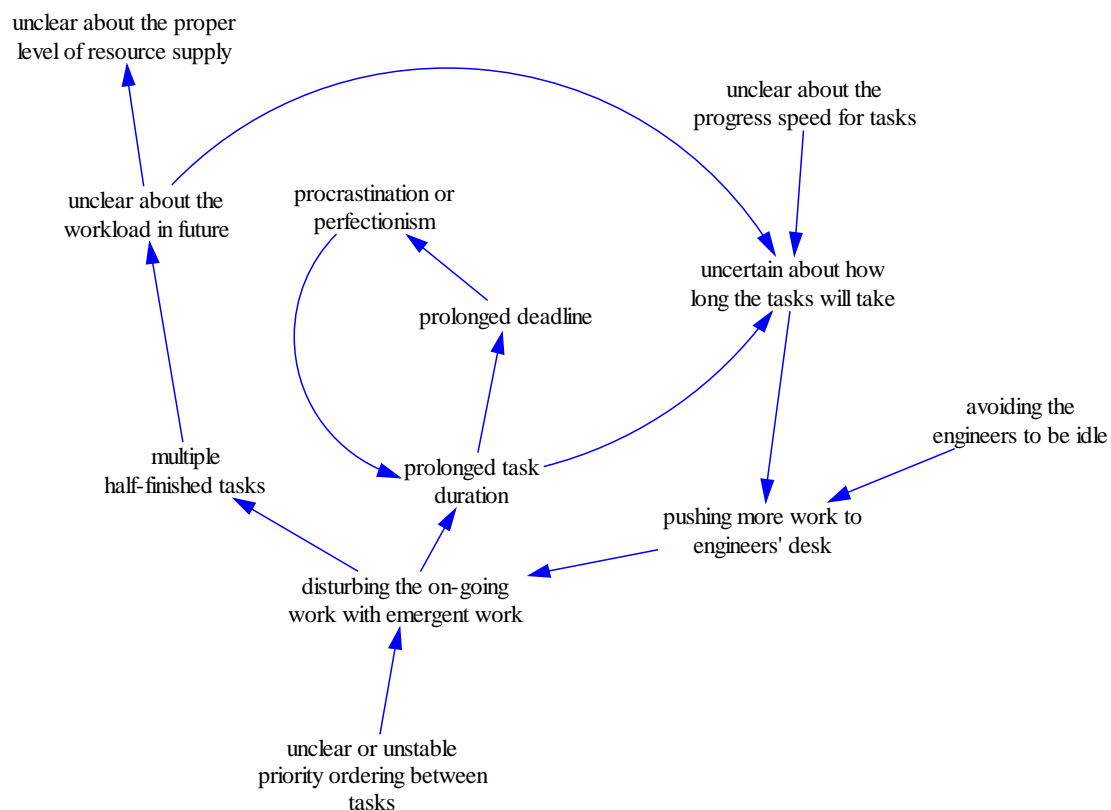 unclear about the proper
level of resource supply
unclear about the
progress speed for tasks
unclear about the
workload in future
procrastination or
perfectionism
uncertain about how
long the tasks will take
prolonged deadline
avoiding the
engineers to be idle
multiple
half-finished tasks
prolonged task
duration
pushing more work to
engineers' desk
disturbing the on-going
work with emergent work
unclear or unstable
priority ordering between
tasks